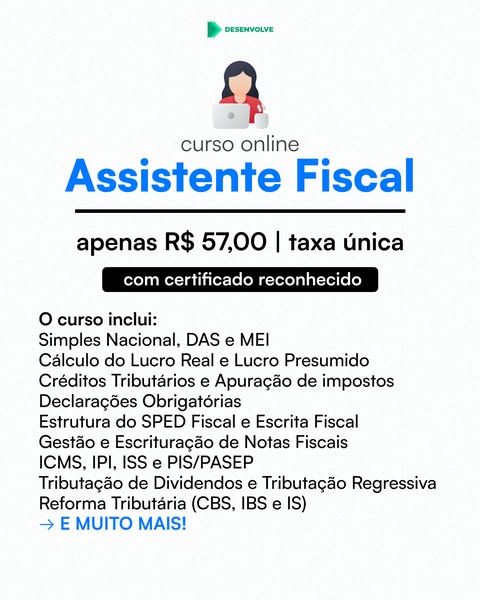 DESENVOLVE
curso online
Assistente Fiscal
apenas R$ 57,00 | taxa única
com certificado reconhecido
O curso inclui:
Simples Nacional, DAS e MEI
Cálculo do Lucro Real e Lucro Presumido
Créditos Tributários e Apuração de impostos
Declarações Obrigatórias
Estrutura do SPED Fiscal e Escrita Fiscal
Gestão e Escrituração de Notas Fiscais
ICMS, IPI, ISS e PIS/PASEP
Tributação de Dividendos e Tributação Regressiva
Reforma Tributária (CBS, IBS e IS)
→ E MUITO MAIS!